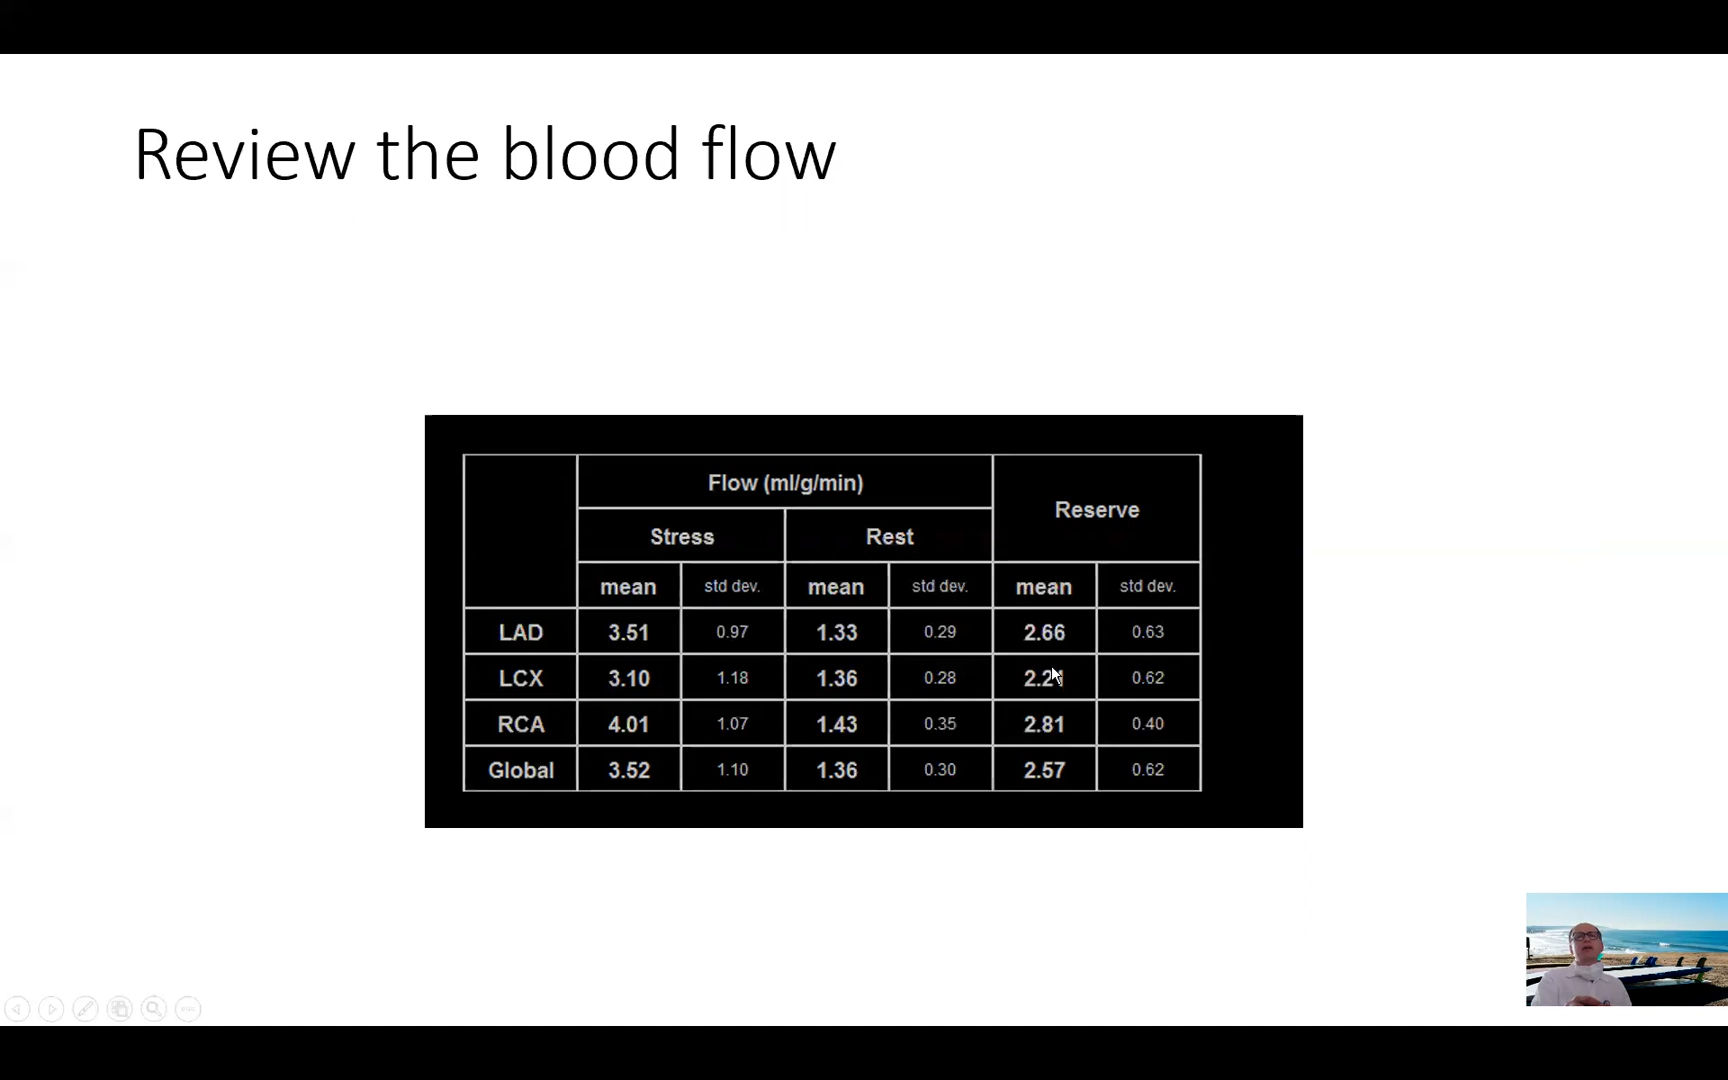 Review the blood flow
Flow (ml/g/min) Reserve
Stress Rest
mean std dev. mean std dev. mean std dev.
LAD 3.51 0.97 1.33 0.29 2.66 0.63
LCX 3.10 1.18 1.36 0.28 0.62
RCA 4.01 1.07 1.43 0.35 2.81 0.40
Global 3.52 1.10 1.36 0.30 2.57 0.62